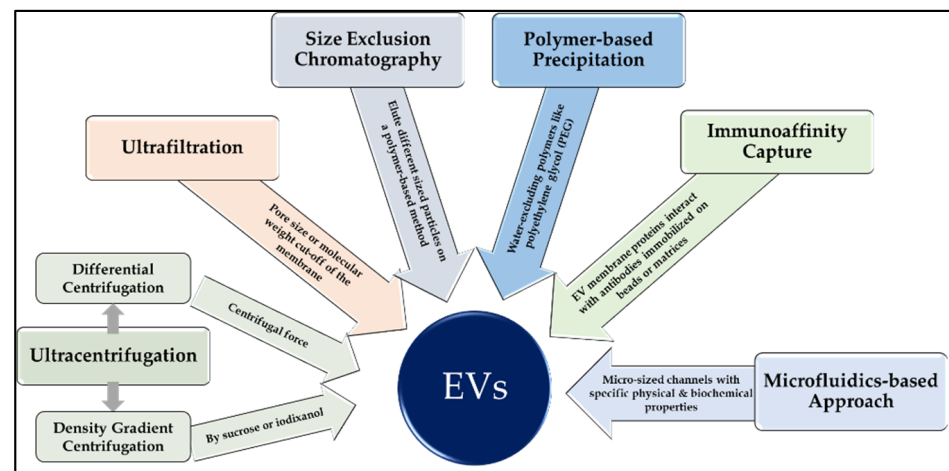 Size Exclusion
Chromatography
Polymer-based
Precipitation
Ultrafiltration
Immunoaffinity
Capture
Elute different sized particles on
a polymer-based method
Water-excluding polymers like
polyethylene glycol (PEG)
Pore size or molecular
weight cut-off of the
membrane
EV membrane proteins interact
with antibodies immobilized on
beads or matrices
Differential
Centrifugation
Centrifugal force
Ultracentrifugation
EVs
Micro-sized channels with
specific physical & biochemical
properties
Microfluidics-based
Approach
Density Gradient
Centrifugation
By sucrose or iodixanol